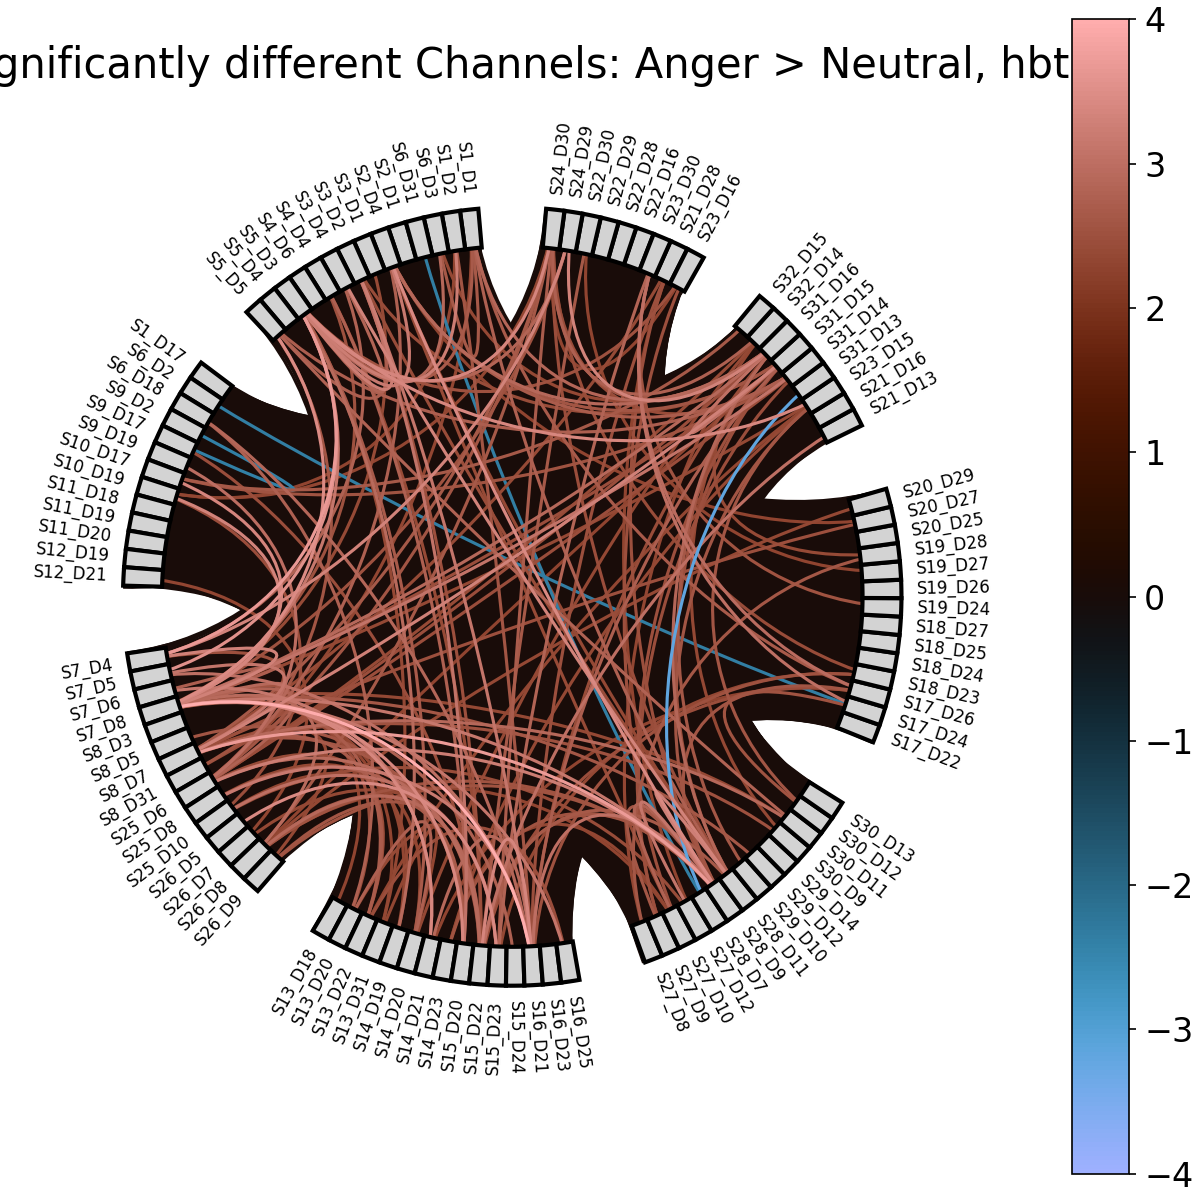 gnificantly different Channels: Anger > Neutral, hbt
S1_D1
S1_D2
S6_D3
S6_D31
S2_D1
S2_D4
S3_D1
S3_D2
S3_D4
S4_D4
S4_D6
S5_D3
S5_D4
S5_D5
S1_D17
S6_D2
S6_D18
S9_D2
S9_D17
S9_D19
S10_D17
S10_D19
S11_D18
S11_D19
S11_D20
S12_D19
S12_D21
S7_D4
S7_D5
S7_D6
S7_D8
S8_D3
S8_D5
S8_D7
S8_D31
S25_D6
S25_D8
S25_D10
S26_D5
S26_D7
S26_D8
S26_D9
S13_D18
S13_D20
S13_D22
S13_D31
S14_D19
S14_D20
S14_D21
S14_D23
S15_D20
S15_D22
S15_D23
S15_D24
S16_D21
S16_D23
S16_D25
S27_D8
S27_D9
S27_D10
S27_D12
S28_D7
S28_D9
S28_D11
S29_D10
S29_D12
S29_D14
S30_D9
S30_D11
S30_D12
S30_D13
S17_D22
S17_D24
S17_D26
S18_D23
S18_D24
S18_D25
S18_D27
S19_D24
S19_D26
S19_D27
S19_D28
S20_D25
S20_D27
S20_D29
S21_D13
S21_D16
S23_D15
S31_D13
S31_D14
S31_D15
S31_D16
S32_D14
S32_D15
S23_D16
S21_D28
S23_D30
S22_D16
S22_D28
S22_D29
S22_D30
S24_D29
S24_D30
4
3
2
1
0
−1
−2
−3
−4